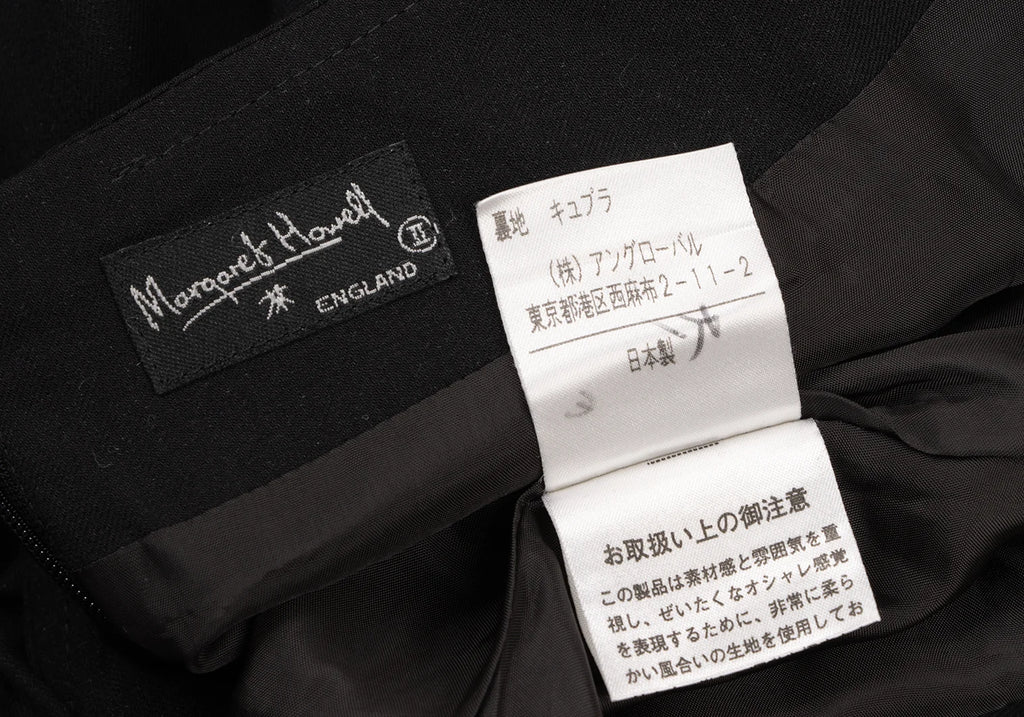 Margaret Howell
II
ENGLAND
裏地 キュプラ
(株)アングローバル
東京都港区西麻布2-11-2
日本製
お取扱い上の御注意
この製品は素材感と雰囲気を重
視し、ぜいたくなオシャレ感覚
を表現するために、非常に柔ら
かい風合いの生地を使用してお